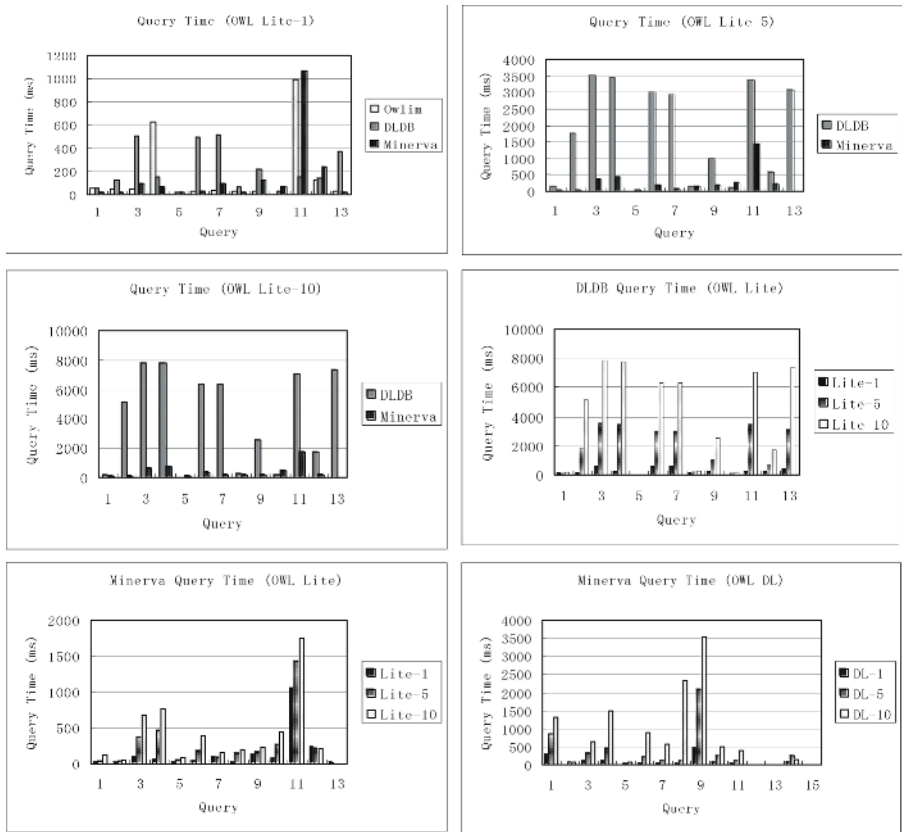 Query Time (OWL Lite-1)
Query Time (ms)
1200
1000
800
600
400
200
0
1 3 5 7 9 11 13
Query
Owlim
DLDB
Minerva
Query Time (OWL Lite 5)
Query Time (ms)
4000
3500
3000
2500
2000
1500
1000
500
0
1 3 5 7 9 11 13
Query
DLDB
Minerva
Query Time (OWL Lite-10)
Query Time (ms)
10000
8000
6000
4000
2000
0
1 3 5 7 9 11 13
Query
DLDB
Minerva
DLDB Query Time (OWL Lite)
Query Time (ms)
10000
8000
6000
4000
2000
0
1 3 5 7 9 11 13
Query
Lite-1
Lite-5
Lite-10
Minerva Query Time (OWL Lite)
Query Time (ms)
2000
1500
1000
500
0
1 3 5 7 9 11 13
Query
Lite-1
Lite-5
Lite-10
Minerva Query Time (OWL DL)
Query Time (ms)
4000
3500
3000
2500
2000
1500
1000
500
0
1 3 5 7 9 11 13 15
Query
DL-1
DL-5
DL-10